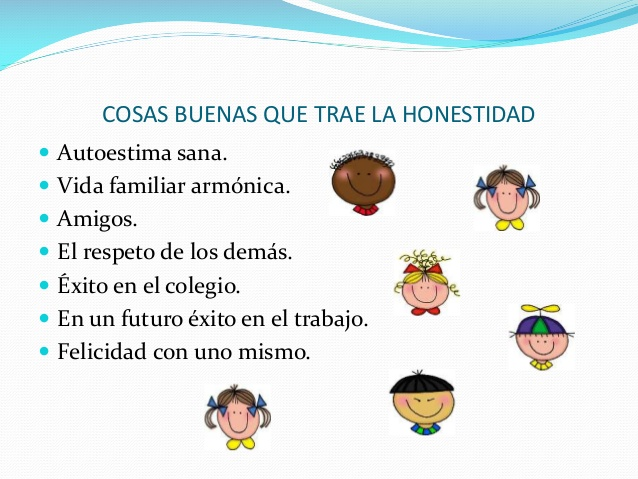 COSAS BUENAS QUE TRAE LA HONESTIDAD
• Autoestima sana.
• Vida familiar armónica.
• Amigos.
• El respeto de los demás.
• Éxito en el colegio.
• En un futuro éxito en el trabajo.
• Felicidad con uno mismo.